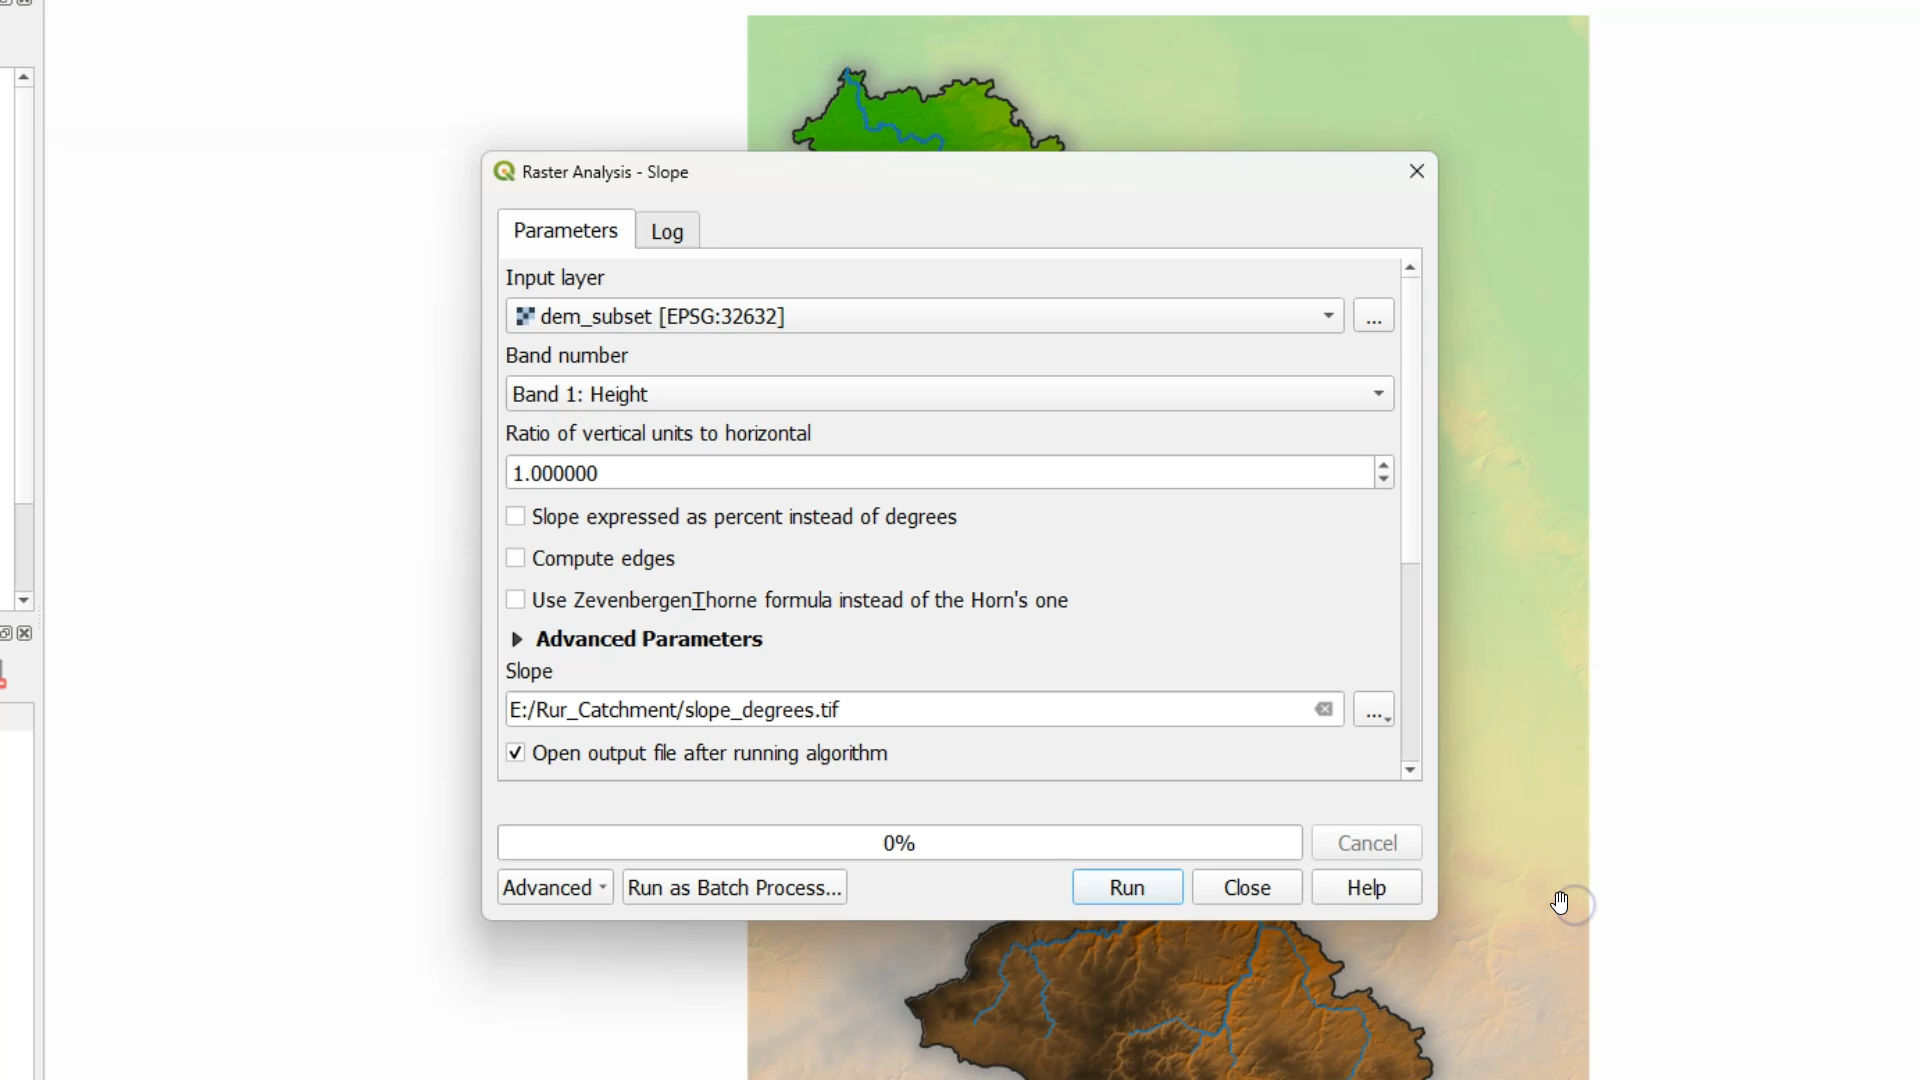 Raster Analysis - Slope
Parameters
Log
Input layer
dem_subset [EPSG:32632]
...
Band number
Band 1: Height
Ratio of vertical units to horizontal
1.000000
Slope expressed as percent instead of degrees
Compute edges
Use ZevenbergenThorne formula instead of the Horn's one
Advanced Parameters
Slope
E:/Rur_Catchment/slope_degrees.tif
...
Open output file after running algorithm
0%
Cancel
Advanced
Run as Batch Process...
Run
Close
Help